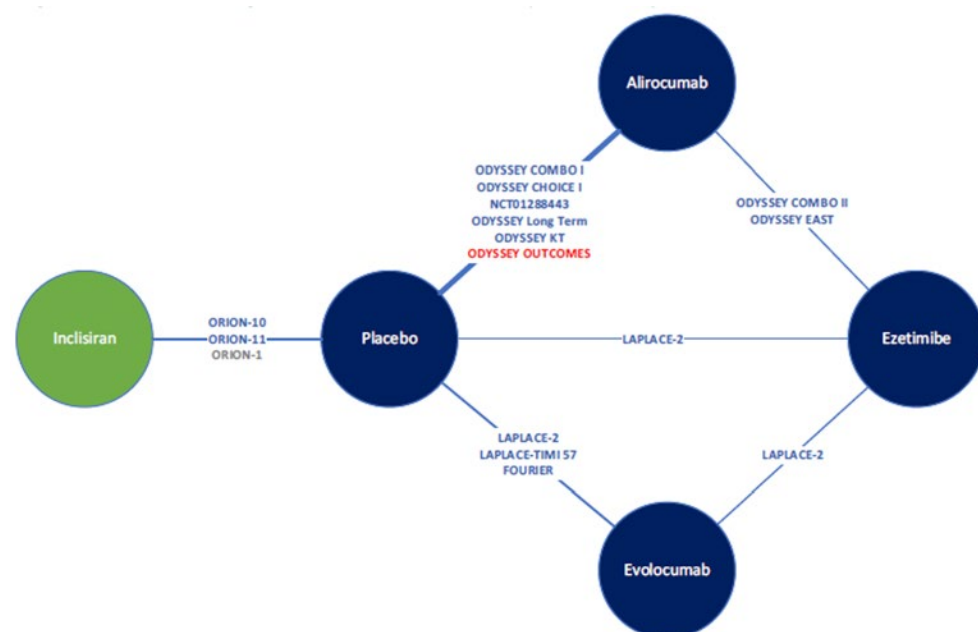 Alirocumab
ODYSSEY COMBO I
ODYSSEY CHOICE I
NCT01288443
ODYSSEY Long Term
ODYSSEY KT
ODYSSEY OUTCOMES
ODYSSEY COMBO II
ODYSSEY EAST
Inclisiran
ORION-10
ORION-11
ORION-1
Placebo
LAPLACE-2
Ezetimibe
LAPLACE-2
LAPLACE-TIMI 57
FOURIER
LAPLACE-2
Evolocumab